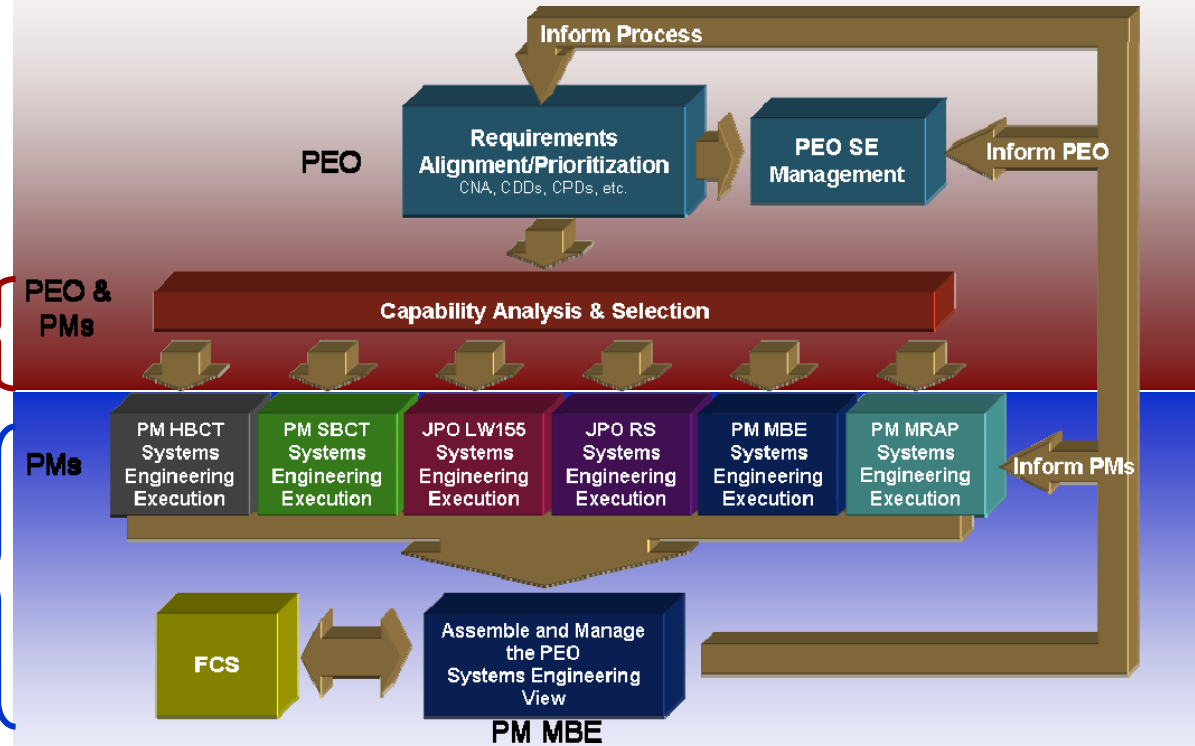 Inform Process
PEO
Requirements
Alignment/Prioritization
CNA, CDDs, CPDs, etc.
PEO SE
Management
Inform PEO
PEO &
PMs
Capability Analysis & Selection
PMs
PM HBCT
Systems
Engineering
Execution
PM SBCT
Systems
Engineering
Execution
JPO LW155
Systems
Engineering
Execution
JPO RS
Systems
Engineering
Execution
PM MBE
Systems
Engineering
Execution
PM MRAP
Systems
Engineering
Execution
Inform PMs
FCS
Assemble and Manage
the PEO
Systems Engineering
View
PM MBE